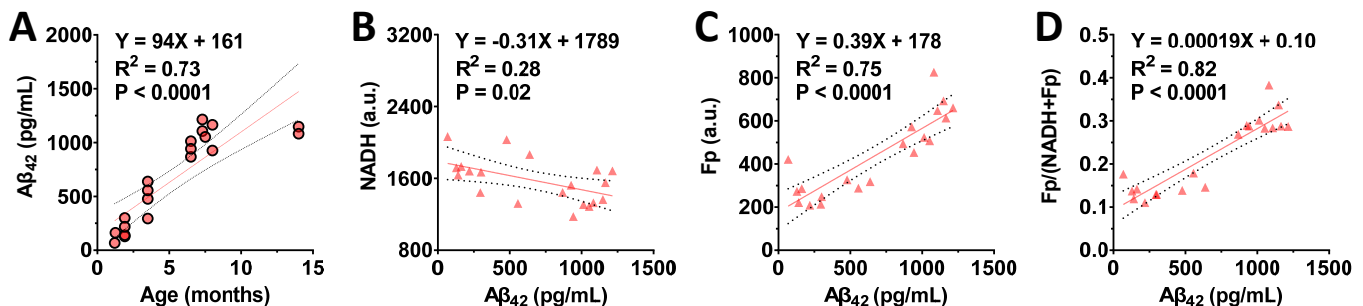 A
Y = 94X + 161
R² = 0.73
P < 0.0001
2000
1500
1000
500
0
Aβ₄₂ (pg/mL)
0 5 10 15
Age (months)
B
Y = -0.31X + 1789
R² = 0.28
P = 0.02
3200
2400
1600
800
NADH (a.u.)
0 500 1000 1500
Aβ₄₂ (pg/mL)
C
Y = 0.39X + 178
R² = 0.75
P < 0.0001
1000
800
600
400
200
0
Fp (a.u.)
0 500 1000 1500
Aβ₄₂ (pg/mL)
D
Y = 0.00019X + 0.10
R² = 0.82
P < 0.0001
0.5
0.4
0.3
0.2
0.1
0.0
Fp/(NADH+Fp)
0 500 1000 1500
Aβ₄₂ (pg/mL)